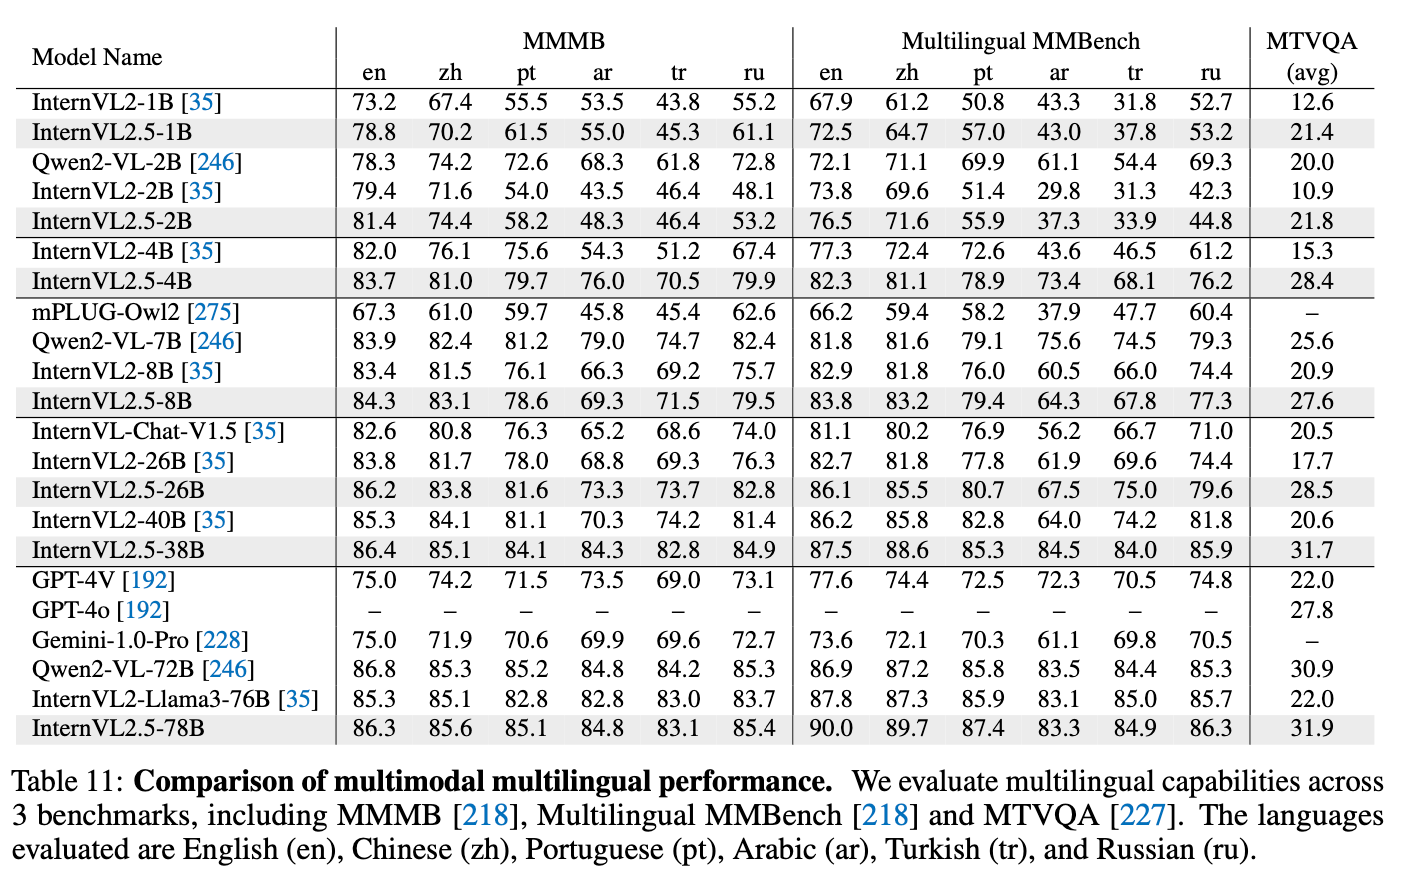 Model Name MMMB Multilingual MMBench MTVQA
en zh pt ar tr ru en zh pt ar tr ru (avg)
InternVL2-1B [35] 73.2 67.4 55.5 53.5 43.8 55.2 67.9 61.2 50.8 43.3 31.8 52.7 12.6
InternVL2.5-1B 78.8 70.2 61.5 55.0 45.3 61.1 72.5 64.7 57.0 43.0 37.8 53.2 21.4
Qwen2-VL-2B [246] 78.3 74.2 72.6 68.3 61.8 72.8 72.1 71.1 69.9 61.1 54.4 69.3 20.0
InternVL2-2B [35] 79.4 71.6 54.0 43.5 46.4 48.1 73.8 69.6 51.4 29.8 31.3 42.3 10.9
InternVL2.5-2B 81.4 74.4 58.2 48.3 46.4 53.2 76.5 71.6 55.9 37.3 33.9 44.8 21.8
InternVL2-4B [35] 82.0 76.1 75.6 54.3 51.2 67.4 77.3 72.4 72.6 43.6 46.5 61.2 15.3
InternVL2.5-4B 83.7 81.0 79.7 76.0 70.5 79.9 82.3 81.1 78.9 73.4 68.1 76.2 28.4
mPLUG-Owl2 [275] 67.3 61.0 59.7 45.8 45.4 62.6 66.2 59.4 58.2 37.9 47.7 60.4 –
Qwen2-VL-7B [246] 83.9 82.4 81.2 79.0 74.7 82.4 81.8 81.6 79.1 75.6 74.5 79.3 25.6
InternVL2-8B [35] 83.4 81.5 76.1 66.3 69.2 75.7 82.9 81.8 76.0 60.5 66.0 74.4 20.9
InternVL2.5-8B 84.3 83.1 78.6 69.3 71.5 79.5 83.8 83.2 79.4 64.3 67.8 77.3 27.6
InternVL-Chat-V1.5 [35] 82.6 80.8 76.3 65.2 68.6 74.0 81.1 80.2 76.9 56.2 66.7 71.0 20.5
InternVL2-26B [35] 83.8 81.7 78.0 68.8 69.3 76.3 82.7 81.8 77.8 61.9 69.6 74.4 17.7
InternVL2.5-26B 86.2 83.8 81.6 73.3 73.7 82.8 86.1 85.5 80.7 67.5 75.0 79.6 28.5
InternVL2-40B [35] 85.3 84.1 81.1 70.3 74.2 81.4 86.2 85.8 82.8 64.0 74.2 81.8 20.6
InternVL2.5-38B 86.4 85.1 84.1 84.3 82.8 84.9 87.5 88.6 85.3 84.5 84.0 85.9 31.7
GPT-4V [192] 75.0 74.2 71.5 73.5 69.0 73.1 77.6 74.4 72.5 72.3 70.5 74.8 22.0
GPT-4o [192] – – – – – – – – – – – – 27.8
Gemini-1.0-Pro [228] 75.0 71.9 70.6 69.9 69.6 72.7 73.6 72.1 70.3 61.1 69.8 70.5 –
Qwen2-VL-72B [246] 86.8 85.3 85.2 84.8 84.2 85.3 86.9 87.2 85.8 83.5 84.4 85.3 30.9
InternVL2-Llama3-76B [35] 85.3 85.1 82.8 82.8 83.0 83.7 87.8 87.3 85.9 83.1 85.0 85.7 22.0
InternVL2.5-78B 86.3 85.6 85.1 84.8 83.1 85.4 90.0 89.7 87.4 83.3 84.9 86.3 31.9
Table 11: Comparison of multimodal multilingual performance. We evaluate multilingual capabilities across
3 benchmarks, including MMMB [218], Multilingual MMBench [218] and MTVQA [227]. The languages
evaluated are English (en), Chinese (zh), Portuguese (pt), Arabic (ar), Turkish (tr), and Russian (ru).